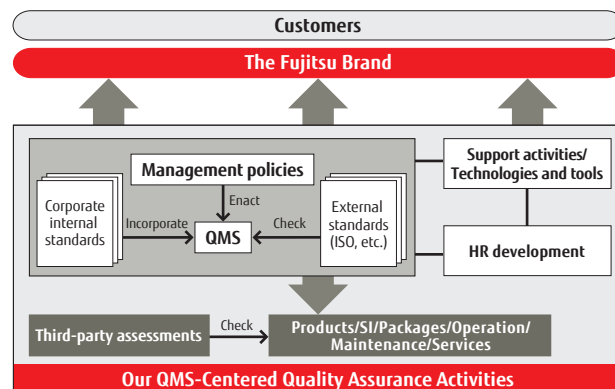 Customers
The Fujitsu Brand
Management policies
Support activities/
Technologies and tools
Enact
Corporate
internal
standards
Incorporate
QMS
Check
External
standards
(ISO, etc.)
HR development
Third-party assessments
Check
Products/SI/Packages/Operation/
Maintenance/Services
Our QMS-Centered Quality Assurance Activities